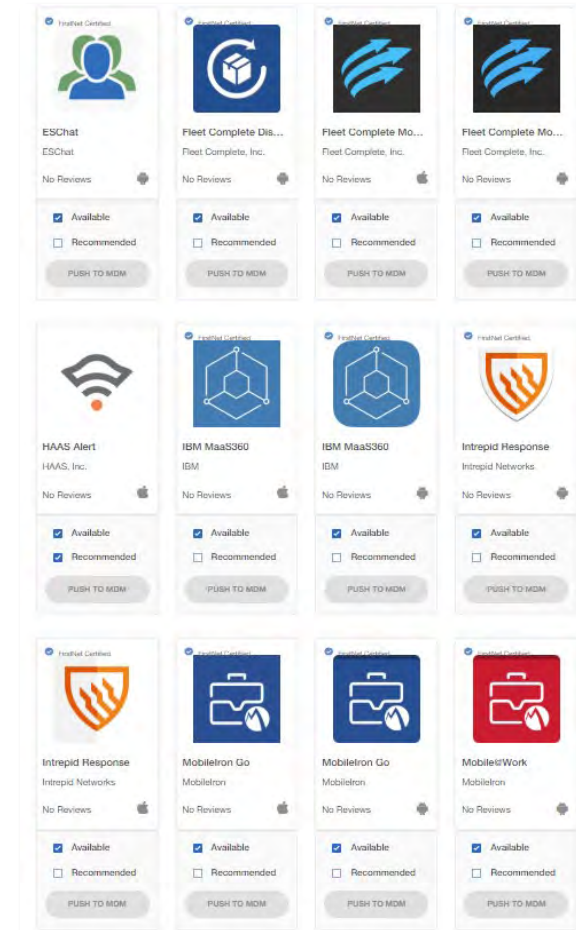 FirstNet Certified
ESChat
ESChat
No Reviews
Available
Recommended
PUSH TO MDM
FirstNet Certified
Fleet Complete Dis...
Fleet Complete, Inc.
No Reviews
Available
Recommended
PUSH TO MDM
FirstNet Certified
Fleet Complete Mo...
Fleet Complete, Inc.
No Reviews
Available
Recommended
PUSH TO MDM
FirstNet Certified
Fleet Complete Mo...
Fleet Complete, Inc.
No Reviews
Available
Recommended
PUSH TO MDM
HAAS Alert
HAAS, Inc.
No Reviews
Available
Recommended
PUSH TO MDM
FirstNet Certified
IBM MaaS360
IBM
No Reviews
Available
Recommended
PUSH TO MDM
FirstNet Certified
IBM MaaS360
IBM
No Reviews
Available
Recommended
PUSH TO MDM
FirstNet Certified
Intrepid Response
Intrepid Networks
No Reviews
Available
Recommended
PUSH TO MDM
FirstNet Certified
Intrepid Response
Intrepid Networks
No Reviews
Available
Recommended
PUSH TO MDM
FirstNet Certified
MobileIron Go
MobileIron
No Reviews
Available
Recommended
PUSH TO MDM
FirstNet Certified
MobileIron Go
MobileIron
No Reviews
Available
Recommended
PUSH TO MDM
FirstNet Certified
Mobile@Work
MobileIron
No Reviews
Available
Recommended
PUSH TO MDM